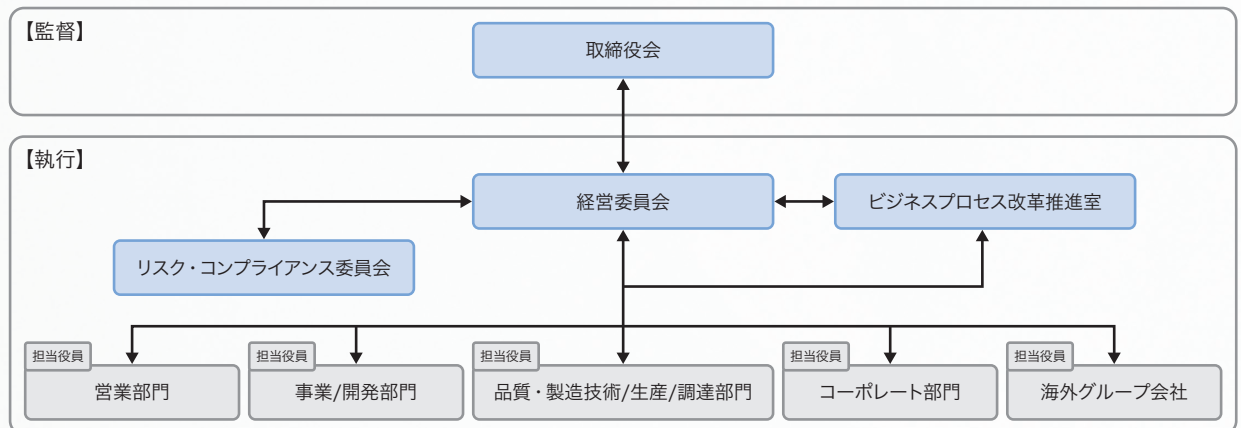 【監督】
取締役会
【執行】
経営委員会
ビジネスプロセス改革推進室
リスク・コンプライアンス委員会
担当役員
営業部門
担当役員
事業/開発部門
担当役員
品質・製造技術/生産/調達部門
担当役員
コーポレート部門
担当役員
海外グループ会社